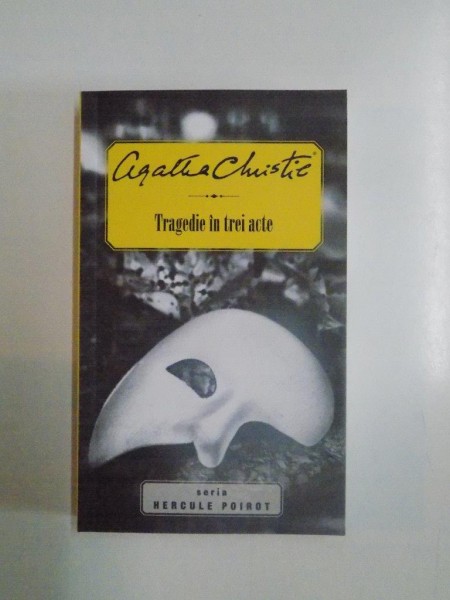 Agatha Christie®
Tragedie în trei acte
seria
HERCULE POIROT